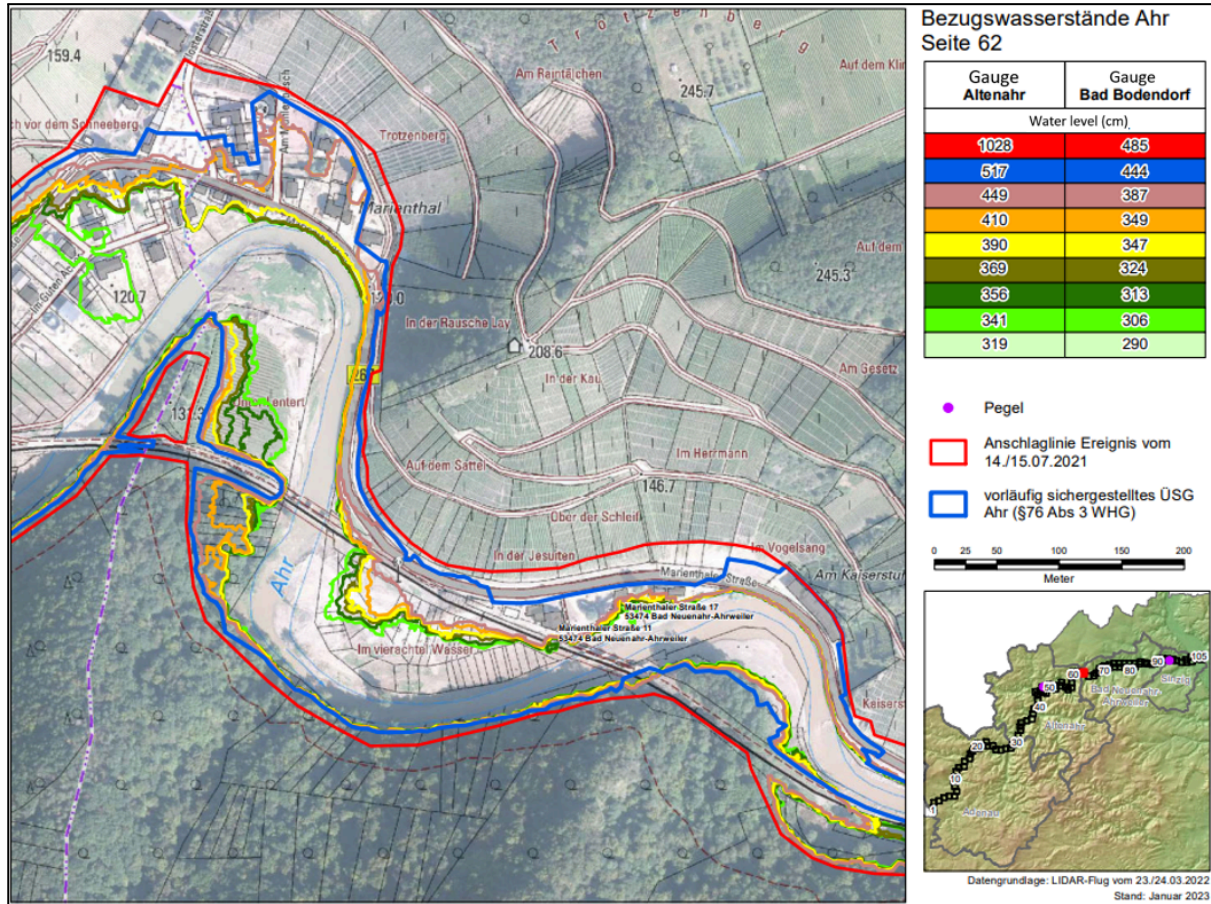 Bezugswasserstände Ahr
Seite 62
Gauge
Altenahr
Gauge
Bad Bodendorf
Water level (cm)
1028 485
517 444
449 387
410 349
390 347
369 324
356 313
341 306
319 290
Pegel
Anschlaglinie Ereignis vom
14./15.07.2021
vorläufig sichergestelltes ÜSG
Ahr (§76 Abs 3 WHG)
0 25 50 100 150 200
Meter
159.4
Trotzenberg
Am Raintälchen
245.7
Auf dem
Trotzenberg
Marienthal
Auf dem
245.3
120.7
In der Rausche Lay
208.6
In der Kau
Am Gesetz
Auf dem Sattel
Im Herrmann
146.7
Ober der Schleif
In der Jesuiten
Im Vogelsang
Marienthaler Straße
Ahr
Marienthaler Straße 17
53474 Bad Neuenahr-Ahrweiler
Marienthaler Straße 11
53474 Bad Neuenahr-Ahrweiler
Im vierachtel Wasser
105
90
80
70
60
50
40
30
20
10
1
Sinzig
Bad Neuenahr-
Ahrweiler
Altenahr
Adenau
Datengrundlage: LIDAR-Flug vom 23./24.03.2022
Stand: Januar 2023